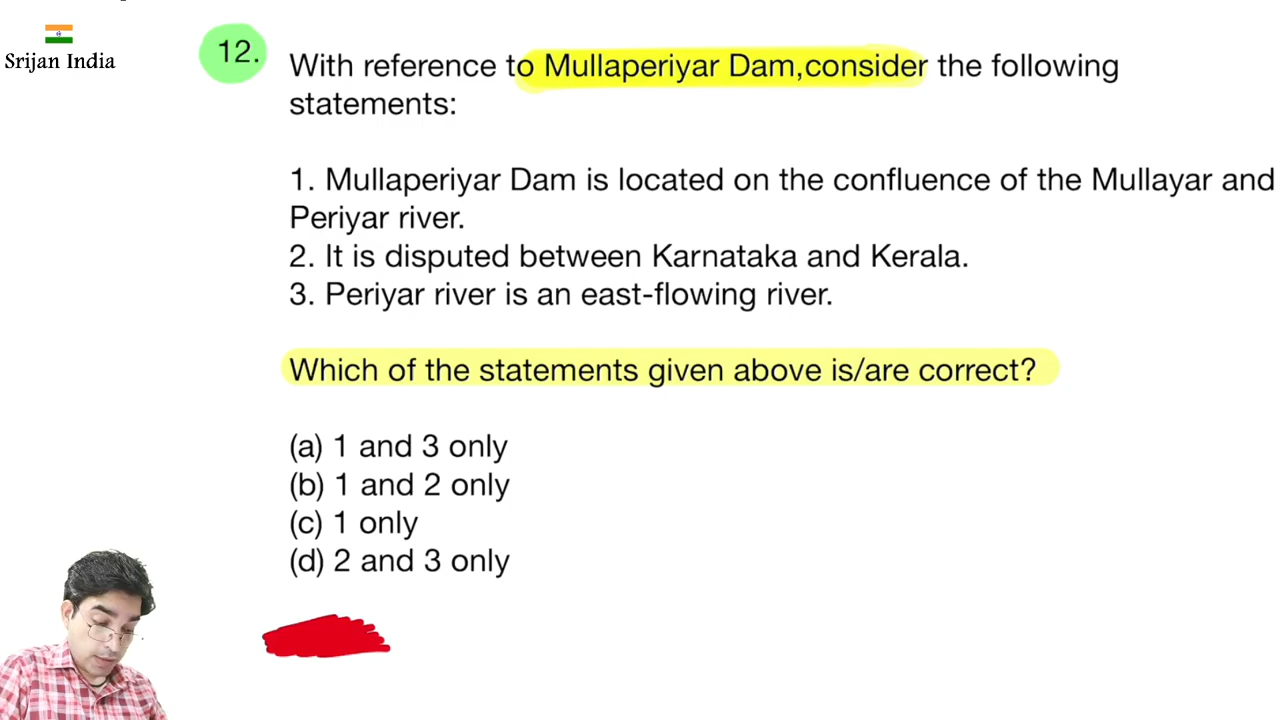 Srijan India
12.
With reference to Mullaperiyar Dam,consider the following
statements:
1. Mullaperiyar Dam is located on the confluence of the Mullayar and
Periyar river.
2. It is disputed between Karnataka and Kerala.
3. Periyar river is an east-flowing river.
Which of the statements given above is/are correct?
(a) 1 and 3 only
(b) 1 and 2 only
(c) 1 only
(d) 2 and 3 only